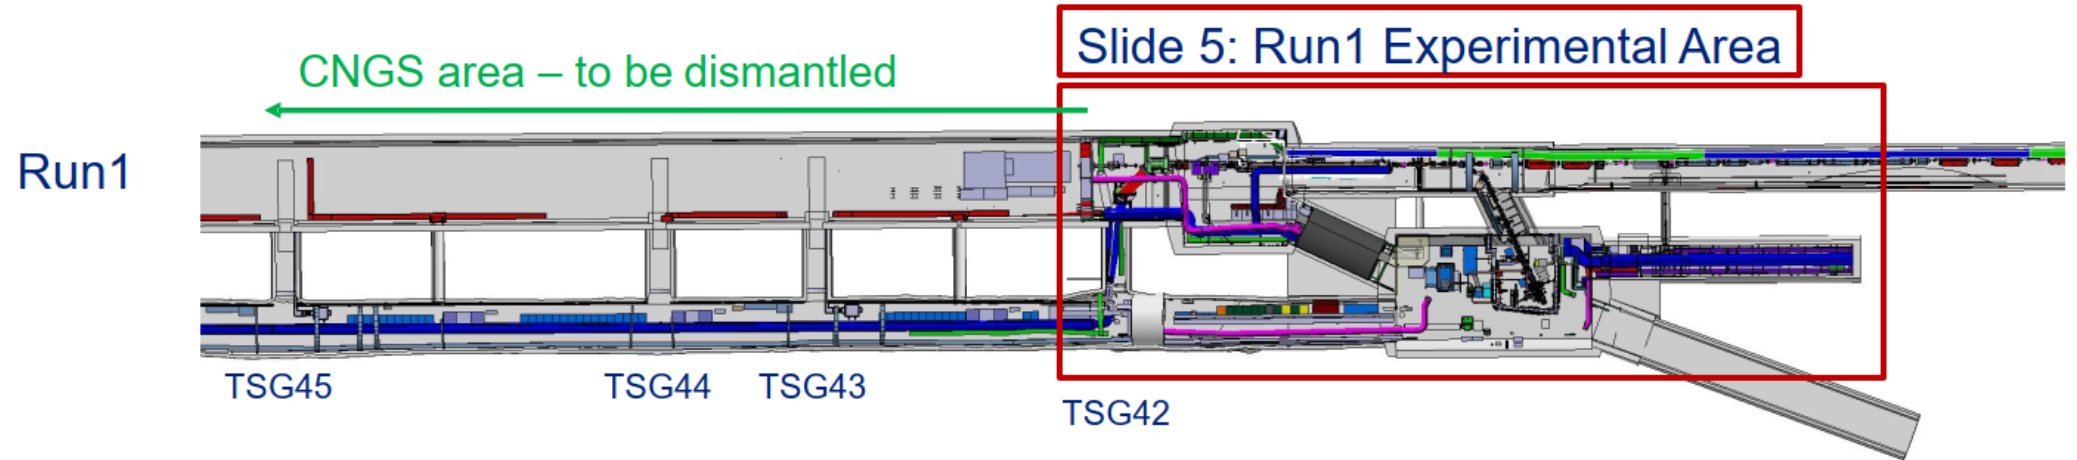 Slide 5: Run1 Experimental Area
CNGS area – to be dismantled
Run1
TSG45
TSG44
TSG43
TSG42